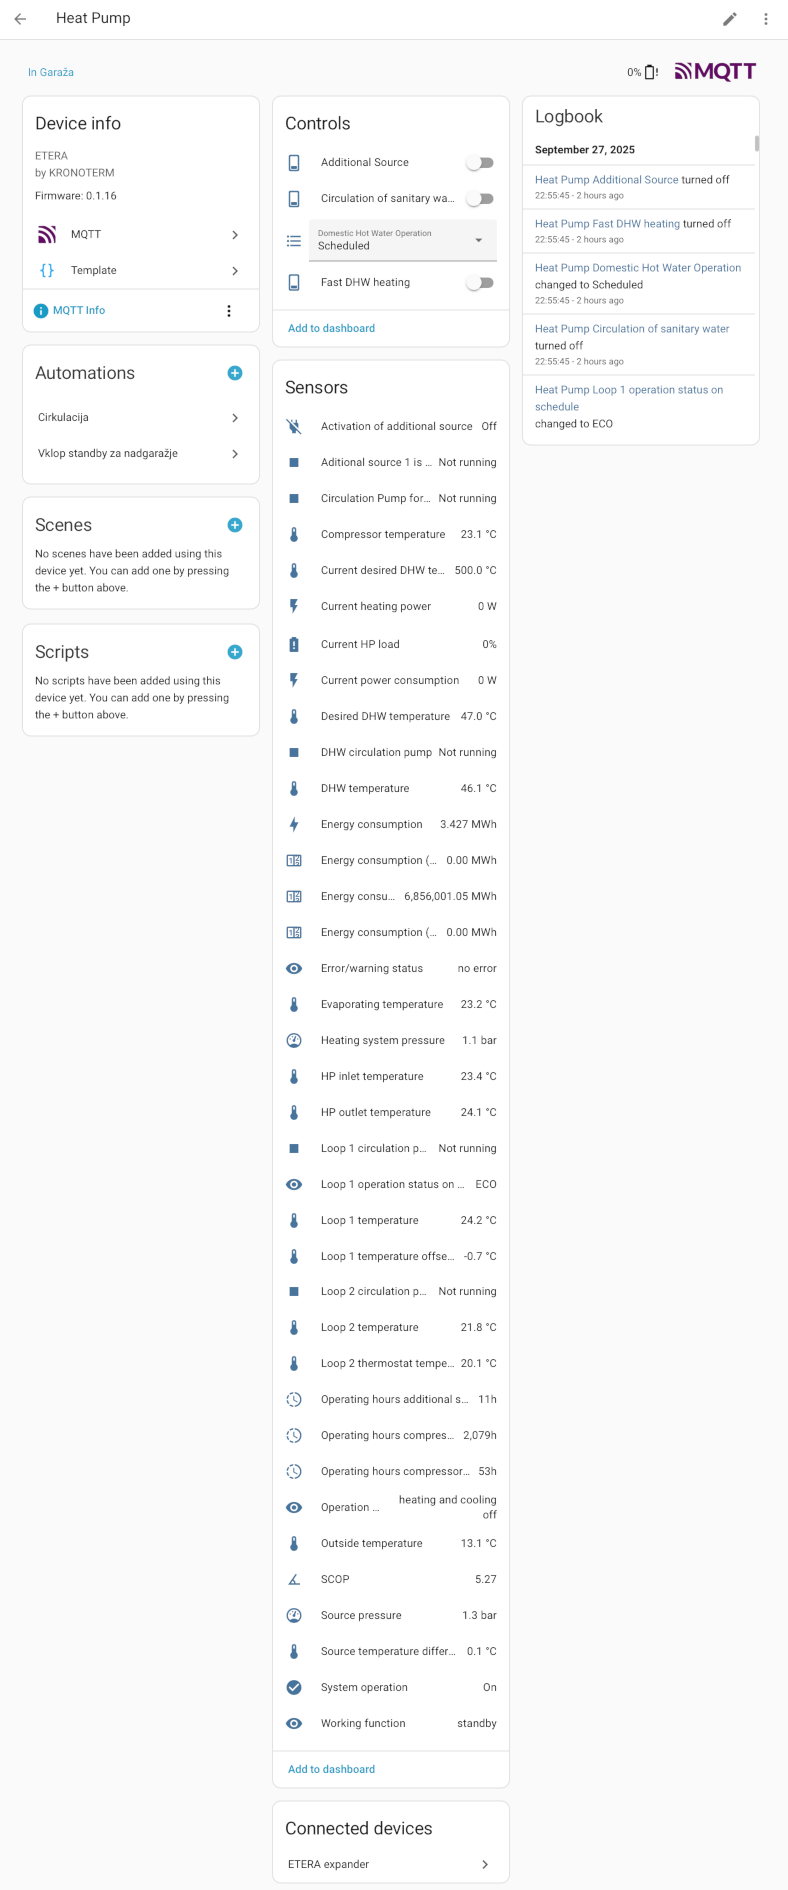 Heat Pump
In Garaža
0%
MQTT
Device info
ETERA
by KRONOTERM
Firmware: 0.1.16
MQTT
Template
MQTT Info
Automations
Cirkulacija
Vklop standby za nadgaražje
Scenes
No scenes have been added using this
device yet. You can add one by pressing
the + button above.
Scripts
No scripts have been added using this
device yet. You can add one by pressing
the + button above.
Controls
Additional Source
Circulation of sanitary wa...
Domestic Hot Water Operation
Scheduled
Fast DHW heating
Add to dashboard
Sensors
Activation of additional source Off
Aditional source 1 is ... Not running
Circulation Pump for... Not running
Compressor temperature 23.1 °C
Current desired DHW te... 500.0 °C
Current heating power 0 W
Current HP load 0%
Current power consumption 0 W
Desired DHW temperature 47.0 °C
DHW circulation pump Not running
DHW temperature 46.1 °C
Energy consumption 3.427 MWh
Energy consumption (... 0.00 MWh
Energy consu... 6,856,001.05 MWh
Energy consumption (... 0.00 MWh
Error/warning status no error
Evaporating temperature 23.2 °C
Heating system pressure 1.1 bar
HP inlet temperature 23.4 °C
HP outlet temperature 24.1 °C
Loop 1 circulation p... Not running
Loop 1 operation status on ... ECO
Loop 1 temperature 24.2 °C
Loop 1 temperature offse... -0.7 °C
Loop 2 circulation p... Not running
Loop 2 temperature 21.8 °C
Loop 2 thermostat tempe... 20.1 °C
Operating hours additional s... 11h
Operating hours compres... 2,079h
Operating hours compressor... 53h
Operation ... heating and cooling
off
Outside temperature 13.1 °C
SCOP 5.27
Source pressure 1.3 bar
Source temperature differ... 0.1 °C
System operation On
Working function standby
Add to dashboard
Connected devices
ETERA expander
Logbook
September 27, 2025
Heat Pump Additional Source turned off
22:55:45 - 2 hours ago
Heat Pump Fast DHW heating turned off
22:55:45 - 2 hours ago
Heat Pump Domestic Hot Water Operation
changed to Scheduled
22:55:45 - 2 hours ago
Heat Pump Circulation of sanitary water
turned off
22:55:45 - 2 hours ago
Heat Pump Loop 1 operation status on
schedule
changed to ECO